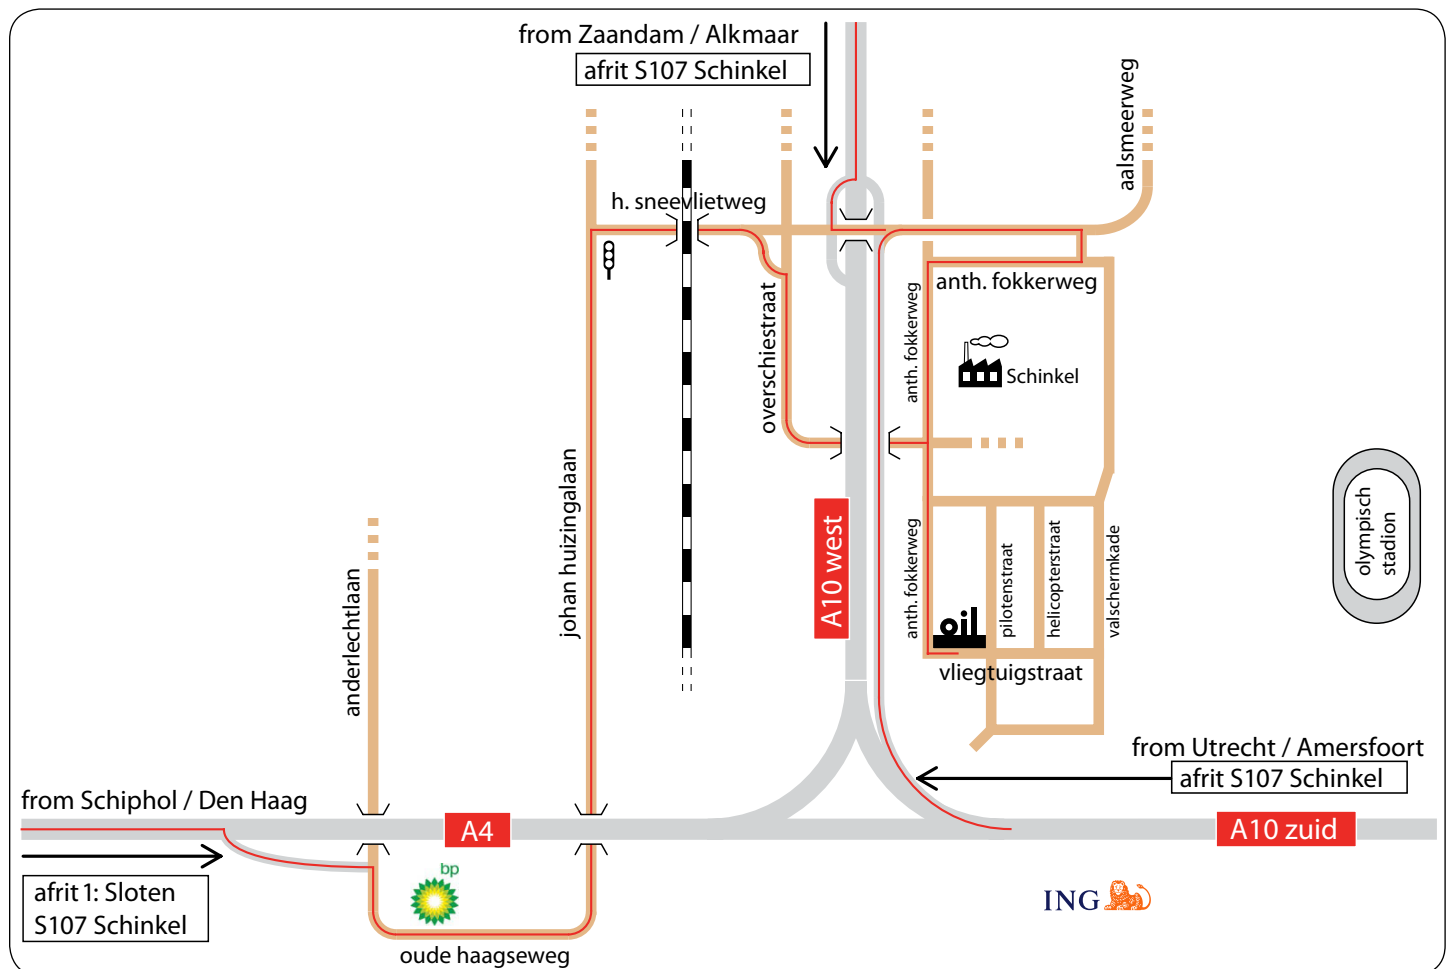 from Zaandam / Alkmaar
afrit S107 Schinkel
aalsmeerweg
h. sneevlietweg
anth. fokkerweg
anth. fokkerweg
overschiestraat
Schinkel
johan huizingalaan
A10 west
olympisch
stadion
anderlechtlaan
anth. fokkerweg
oil
pilotenstraat
helicopterstraat
valschermkade
vliegtuigstraat
from Utrecht / Amersfoort
afrit S107 Schinkel
from Schiphol / Den Haag
A4
A10 zuid
afrit 1: Sloten
S107 Schinkel
bp
ING
oude haagseweg